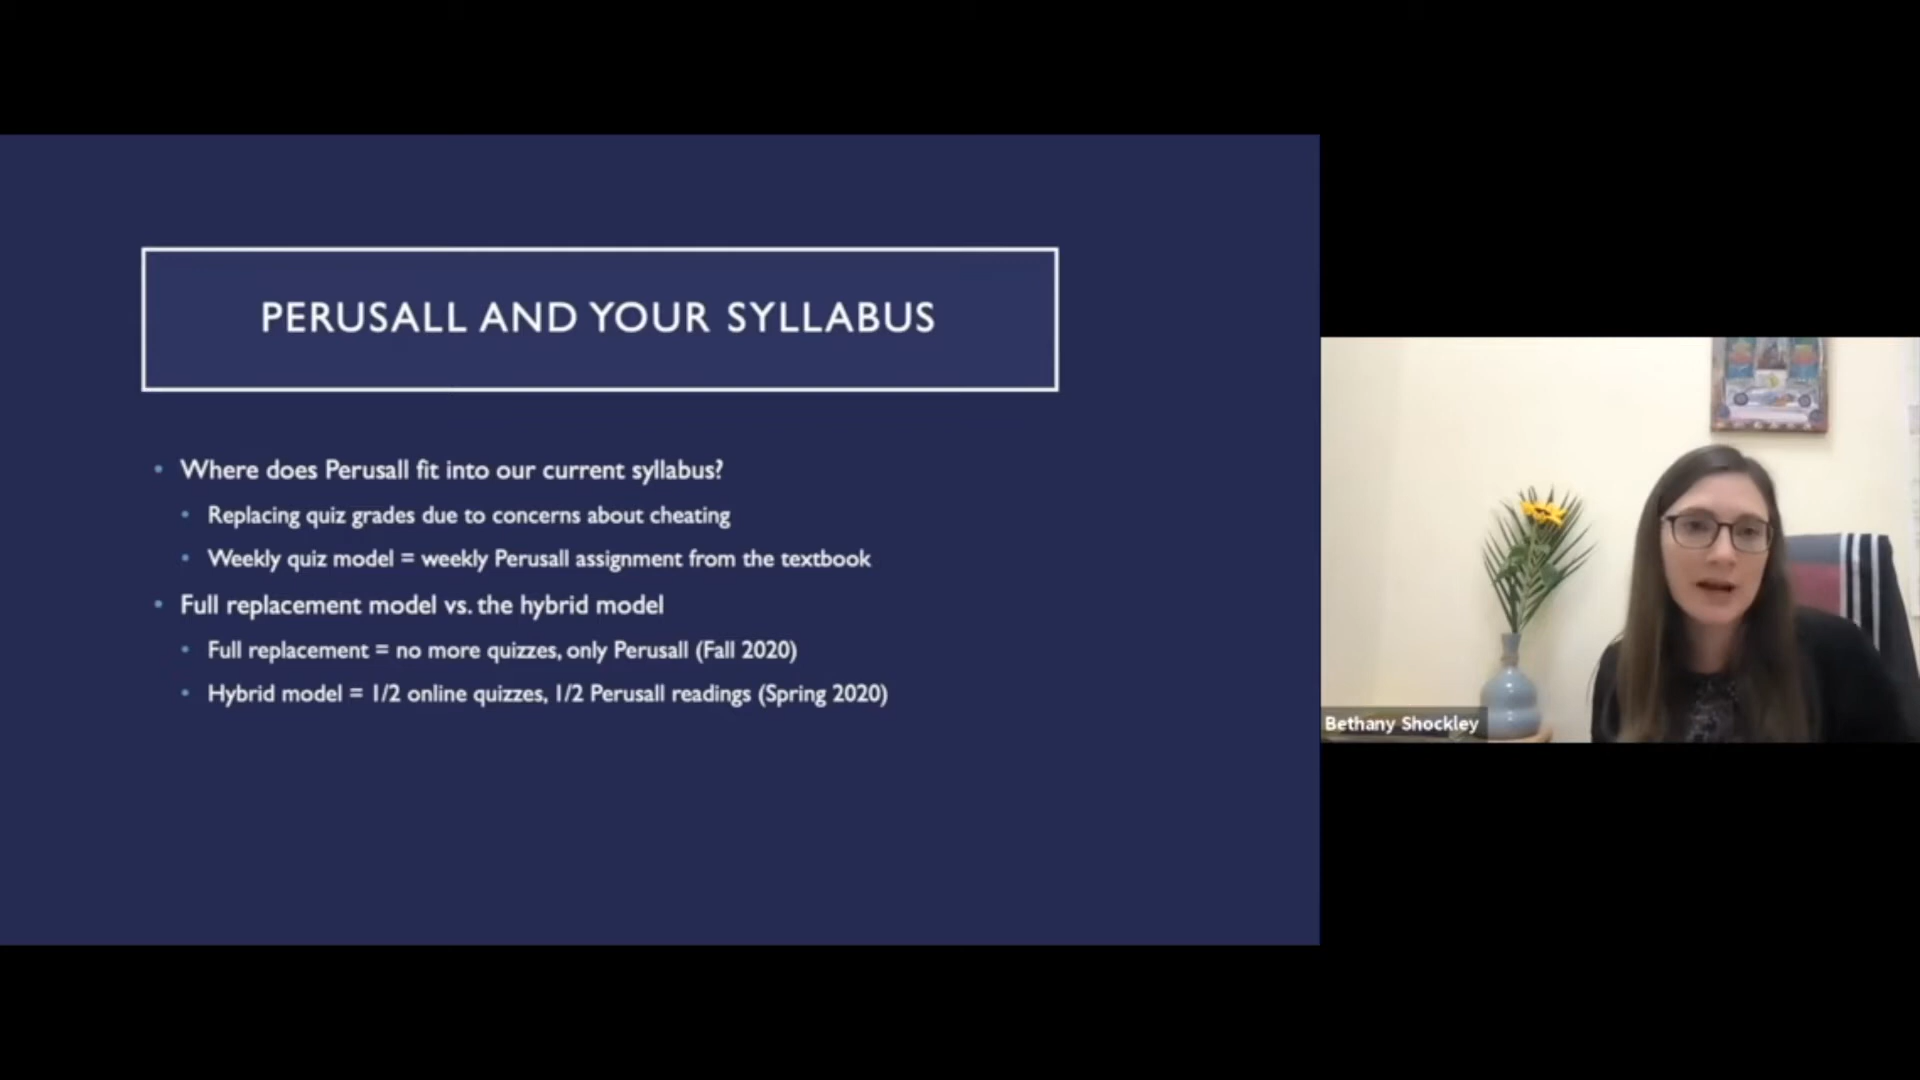 PERUSALL AND YOUR SYLLABUS
• Where does Perusall fit into our current syllabus?
• Replacing quiz grades due to concerns about cheating
• Weekly quiz model = weekly Perusall assignment from the textbook
• Full replacement model vs. the hybrid model
• Full replacement = no more quizzes, only Perusall (Fall 2020)
• Hybrid model = 1/2 online quizzes, 1/2 Perusall readings (Spring 2020)
Bethany Shockley